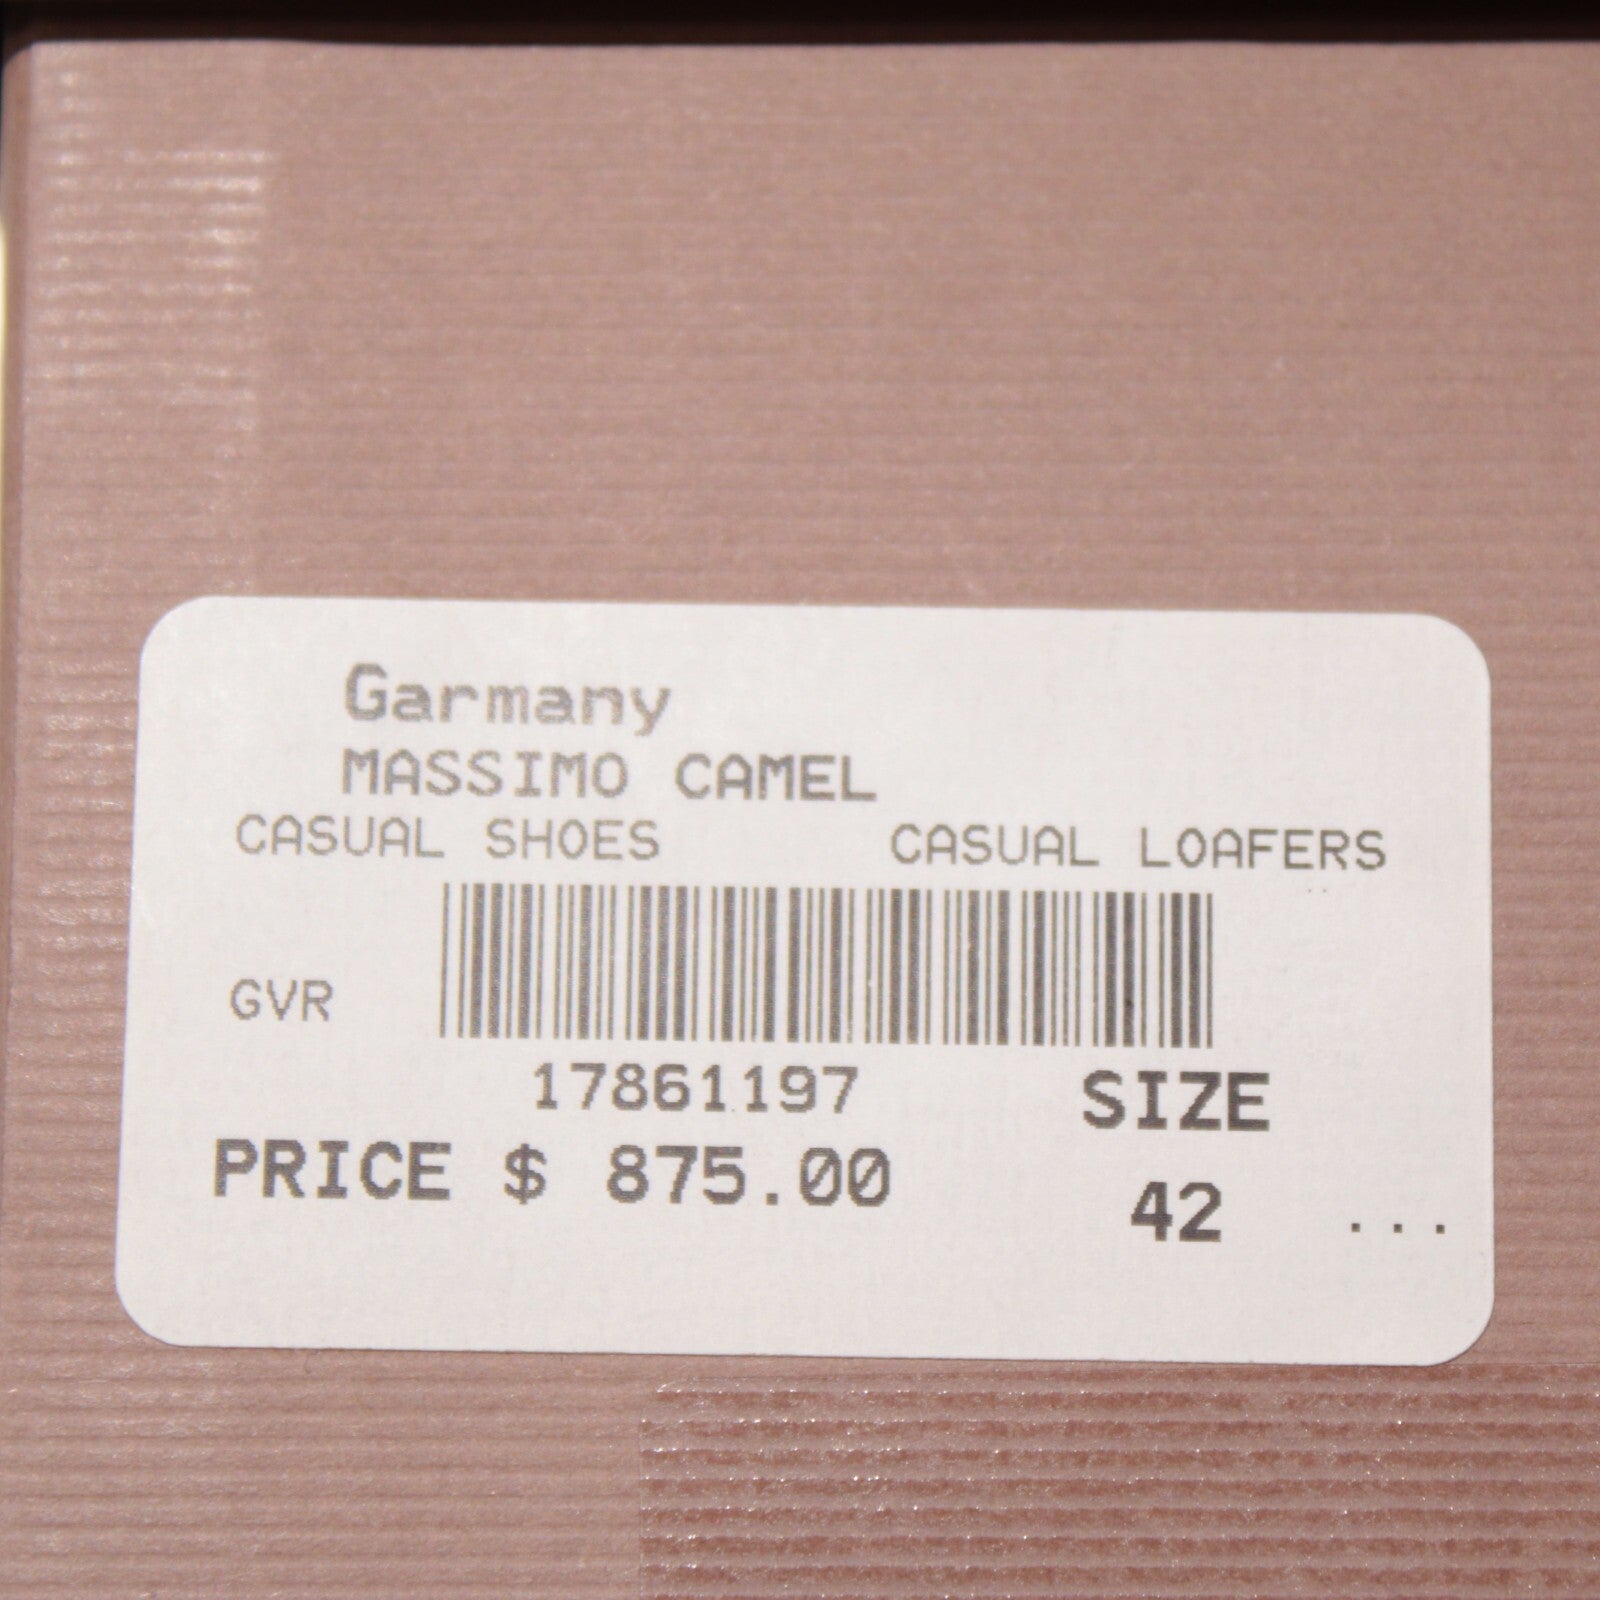 Garmany
MASSIMO CAMEL
CASUAL SHOES CASUAL LOAFERS
GVR
17861197
SIZE
PRICE $ 875.00
42 ...